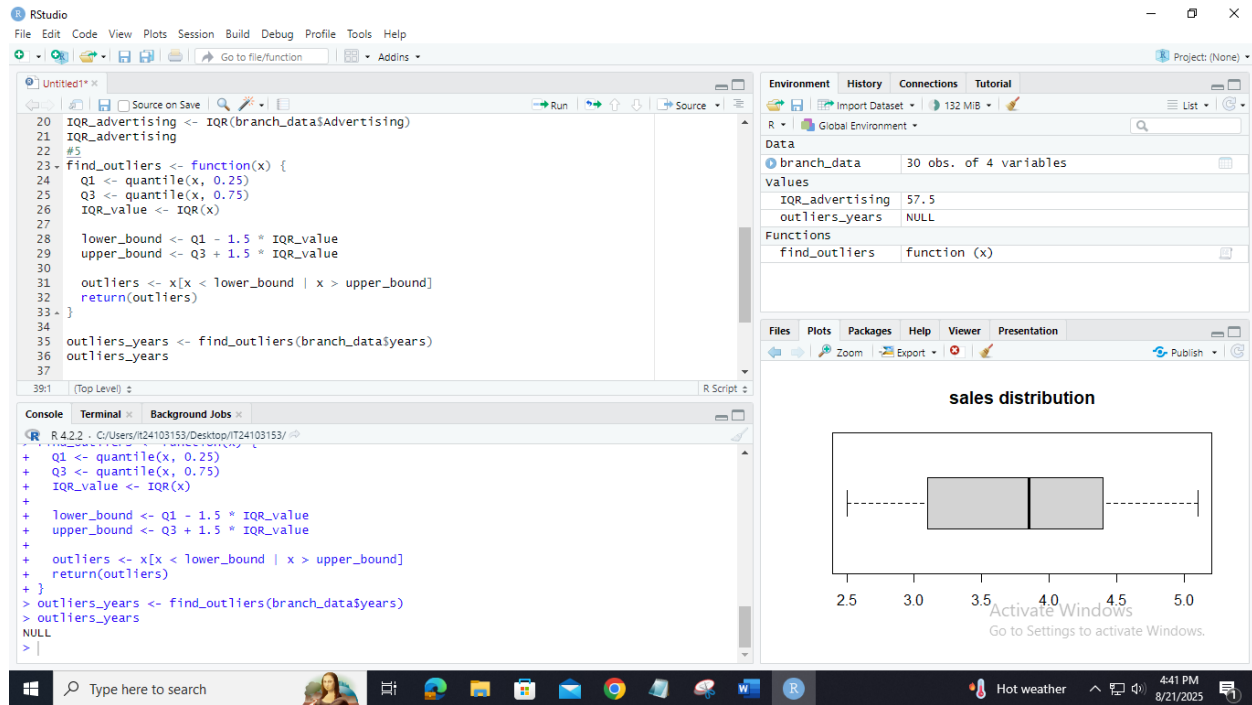 RStudio
File Edit Code View Plots Session Build Debug Profile Tools Help
Go to file/function
Addins
Project: (None)
Untitled1*
Source on Save
Run
Source
20 IQR_advertising <- IQR(branch_data$Advertising)
21 IQR_advertising
22 #5
23 find_outliers <- function(x) {
24 Q1 <- quantile(x, 0.25)
25 Q3 <- quantile(x, 0.75)
26 IQR_value <- IQR(x)
27
28 lower_bound <- Q1 - 1.5 * IQR_value
29 upper_bound <- Q3 + 1.5 * IQR_value
30
31 outliers <- x[x < lower_bound | x > upper_bound]
32 return(outliers)
33 }
34
35 outliers_years <- find_outliers(branch_data$years)
36 outliers_years
37
39:1 (Top Level) R Script
Console Terminal Background Jobs
R 4.2.2 · C:/Users/it24103153/Desktop/IT24103153/
+ Q1 <- quantile(x, 0.25)
+ Q3 <- quantile(x, 0.75)
+ IQR_value <- IQR(x)
+
+ lower_bound <- Q1 - 1.5 * IQR_value
+ upper_bound <- Q3 + 1.5 * IQR_value
+
+ outliers <- x[x < lower_bound | x > upper_bound]
+ return(outliers)
+ }
> outliers_years <- find_outliers(branch_data$years)
> outliers_years
NULL
>
Environment History Connections Tutorial
Import Dataset 132 MiB List
R Global Environment
Data
branch_data 30 obs. of 4 variables
Values
IQR_advertising 57.5
outliers_years NULL
Functions
find_outliers function (x)
Files Plots Packages Help Viewer Presentation
Zoom Export Publish
sales distribution
2.5 3.0 3.5 4.0 4.5 5.0
Activate Windows
Go to Settings to activate Windows.
Type here to search
Hot weather
4:41 PM
8/21/2025